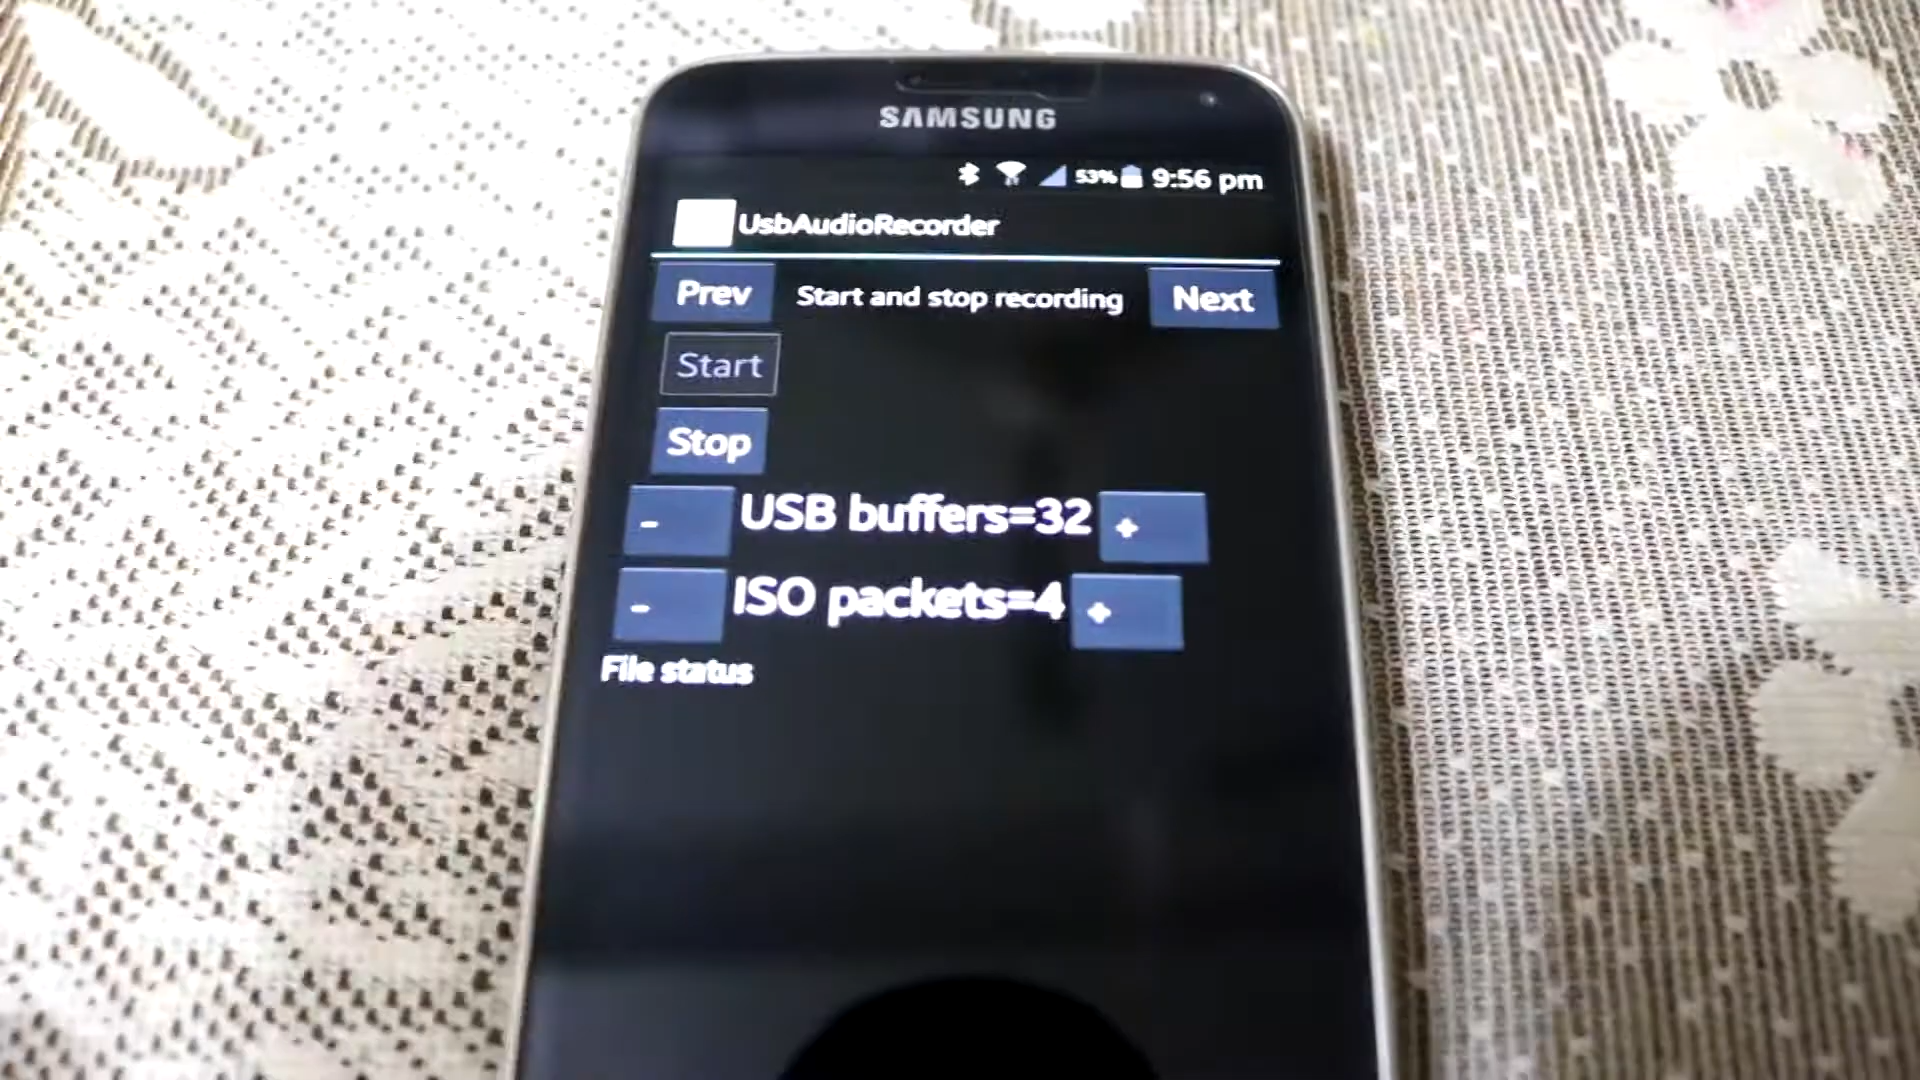 SAMSUNG
53% 9:56 pm
UsbAudioRecorder
Prev Start and stop recording Next
Start
Stop
- USB buffers=32 +
- ISO packets=4 +
File status